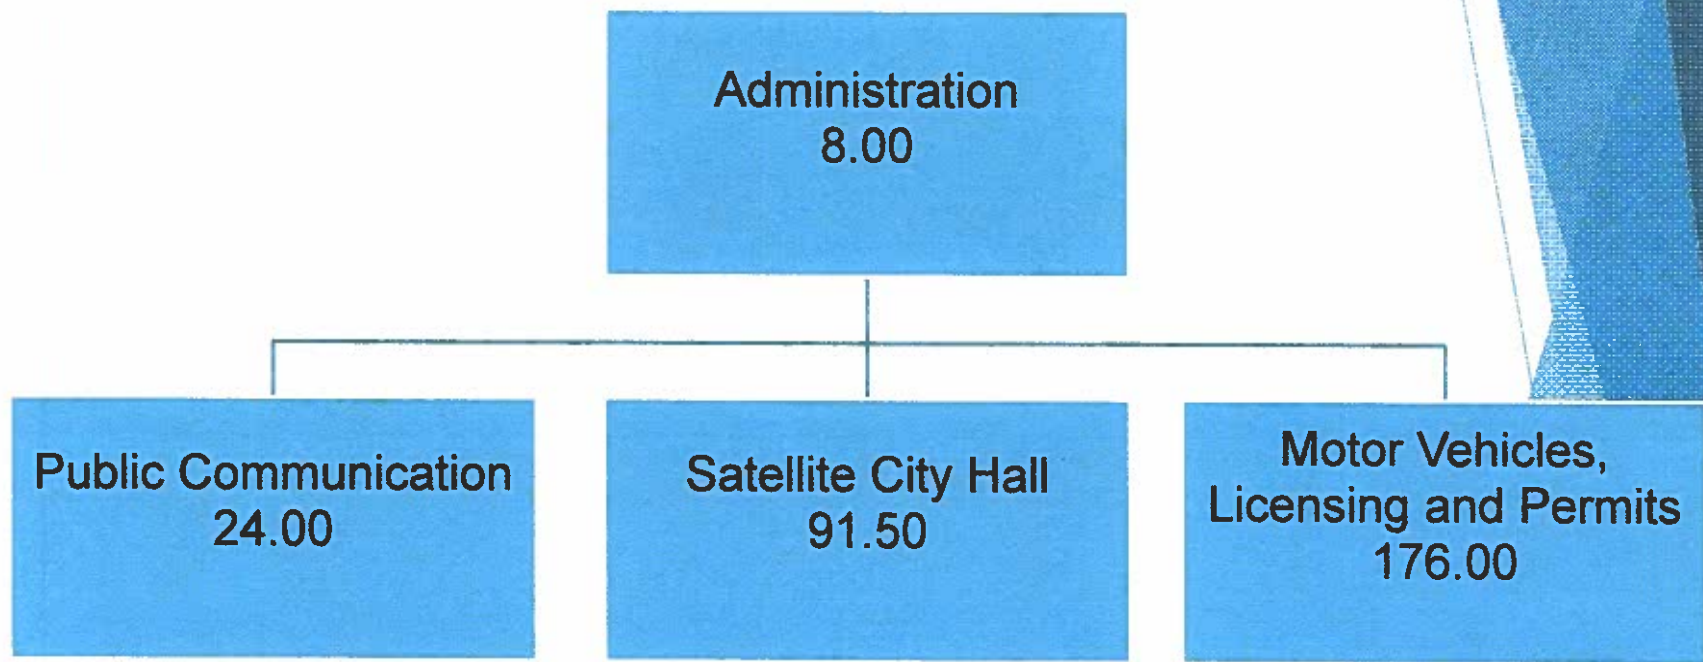 Administration
8.00
Public Communication
24.00
Satellite City Hall
91.50
Motor Vehicles,
Licensing and Permits
176.00